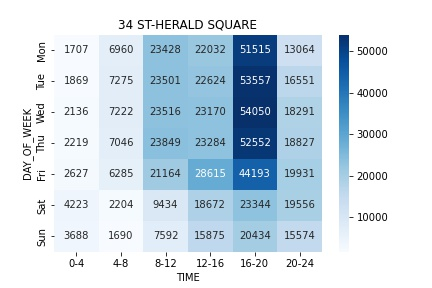 34 ST-HERALD SQUARE
Mon 1707 6960 23428 22032 51515 13064
Tue 1869 7275 23501 22624 53557 16551
Wed 2136 7222 23516 23170 54050 18291
Thu 2219 7046 23849 23284 52552 18827
Fri 2627 6285 21164 28615 44193 19931
Sat 4223 2204 9434 18672 23344 19556
Sun 3688 1690 7592 15875 20434 15574
0-4 4-8 8-12 12-16 16-20 20-24
TIME
DAY_OF_WEEK
50000
40000
30000
20000
10000